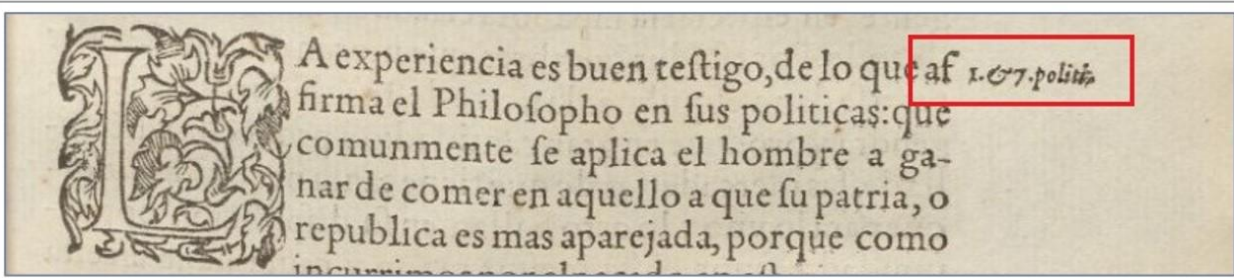 LA experiencia es buen teſtigo, de lo que af 1. & 7. politi,
firma el Philoſopho en ſus politicas: que
comunmente ſe aplica el hombre a ga-
nar de comer en aquello a que ſu patria, o
republica es mas aparejada, porque como